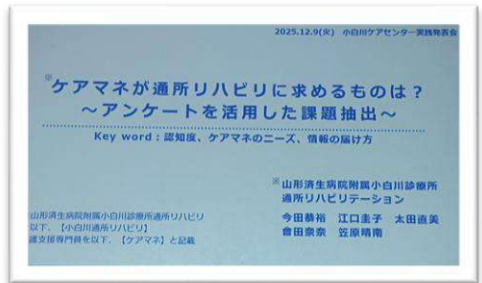 2025.12.9(火) 小白川ケアセンター実践発表会
※ケアマネが通所リハビリに求めるものは？
～アンケートを活用した課題抽出～
Key word：認知度、ケアマネのニーズ、情報の届け方
※山形済生病院附属小白川診療所
通所リハビリテーション
今田恭裕 江口圭子 太田直美
會田奈奈 笠原晴南
山形済生病院附属小白川診療所通所リハビリ
以下、【小白川通所リハビリ】
護支援専門員を以下、【ケアマネ】と記載